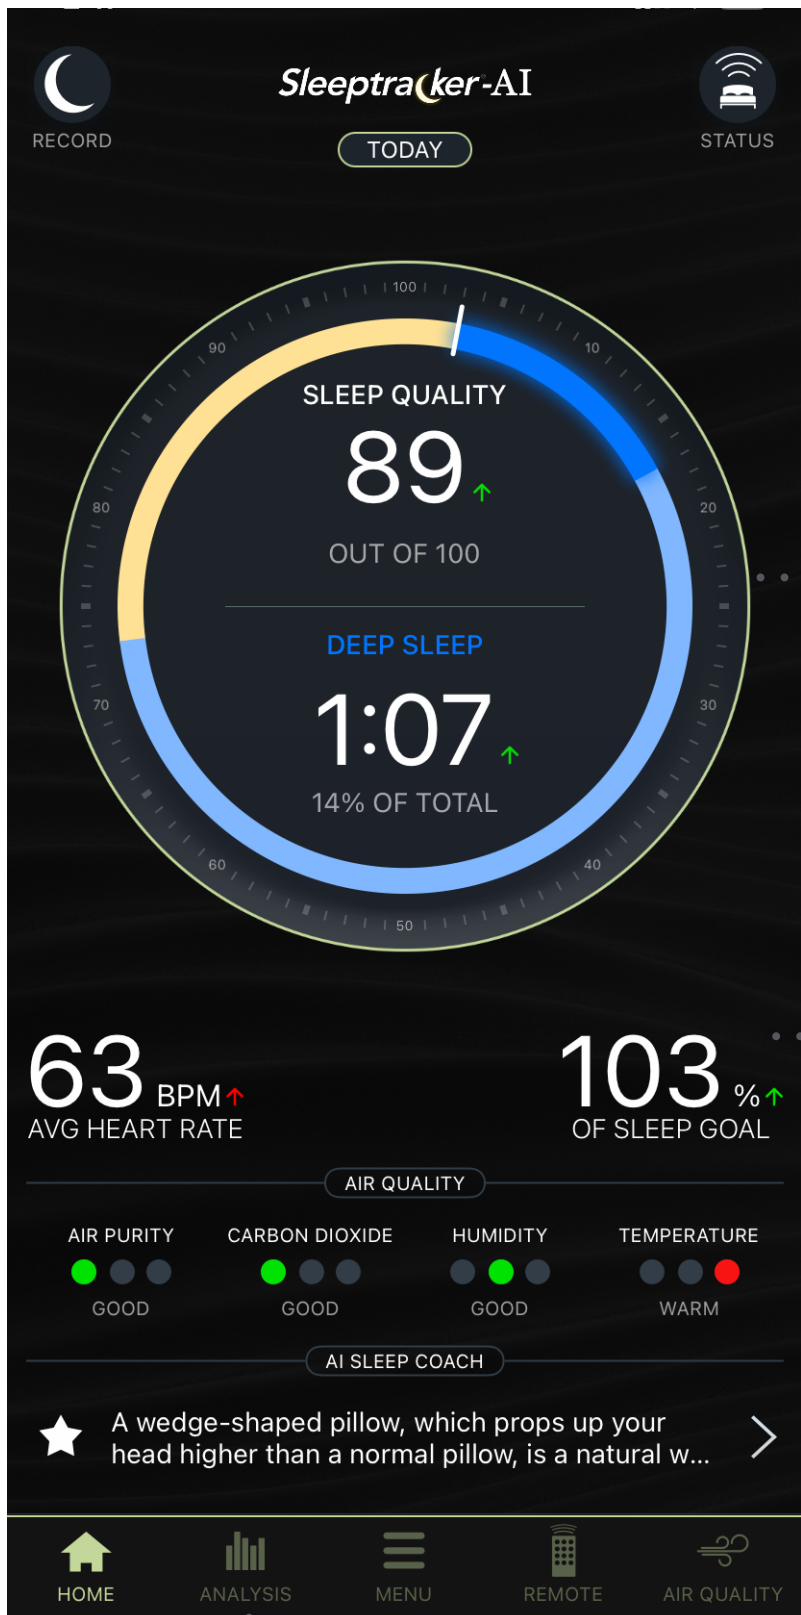 Sleeptracker-AI
RECORD
STATUS
TODAY
100
90
10
SLEEP QUALITY
89
80
20
OUT OF 100
DEEP SLEEP
1:07
70
30
14% OF TOTAL
60
40
50
63 BPM
103 %
AVG HEART RATE
OF SLEEP GOAL
AIR QUALITY
AIR PURITY
CARBON DIOXIDE
HUMIDITY
TEMPERATURE
GOOD
GOOD
GOOD
WARM
AI SLEEP COACH
A wedge-shaped pillow, which props up your
head higher than a normal pillow, is a natural w...
HOME
ANALYSIS
MENU
REMOTE
AIR QUALITY